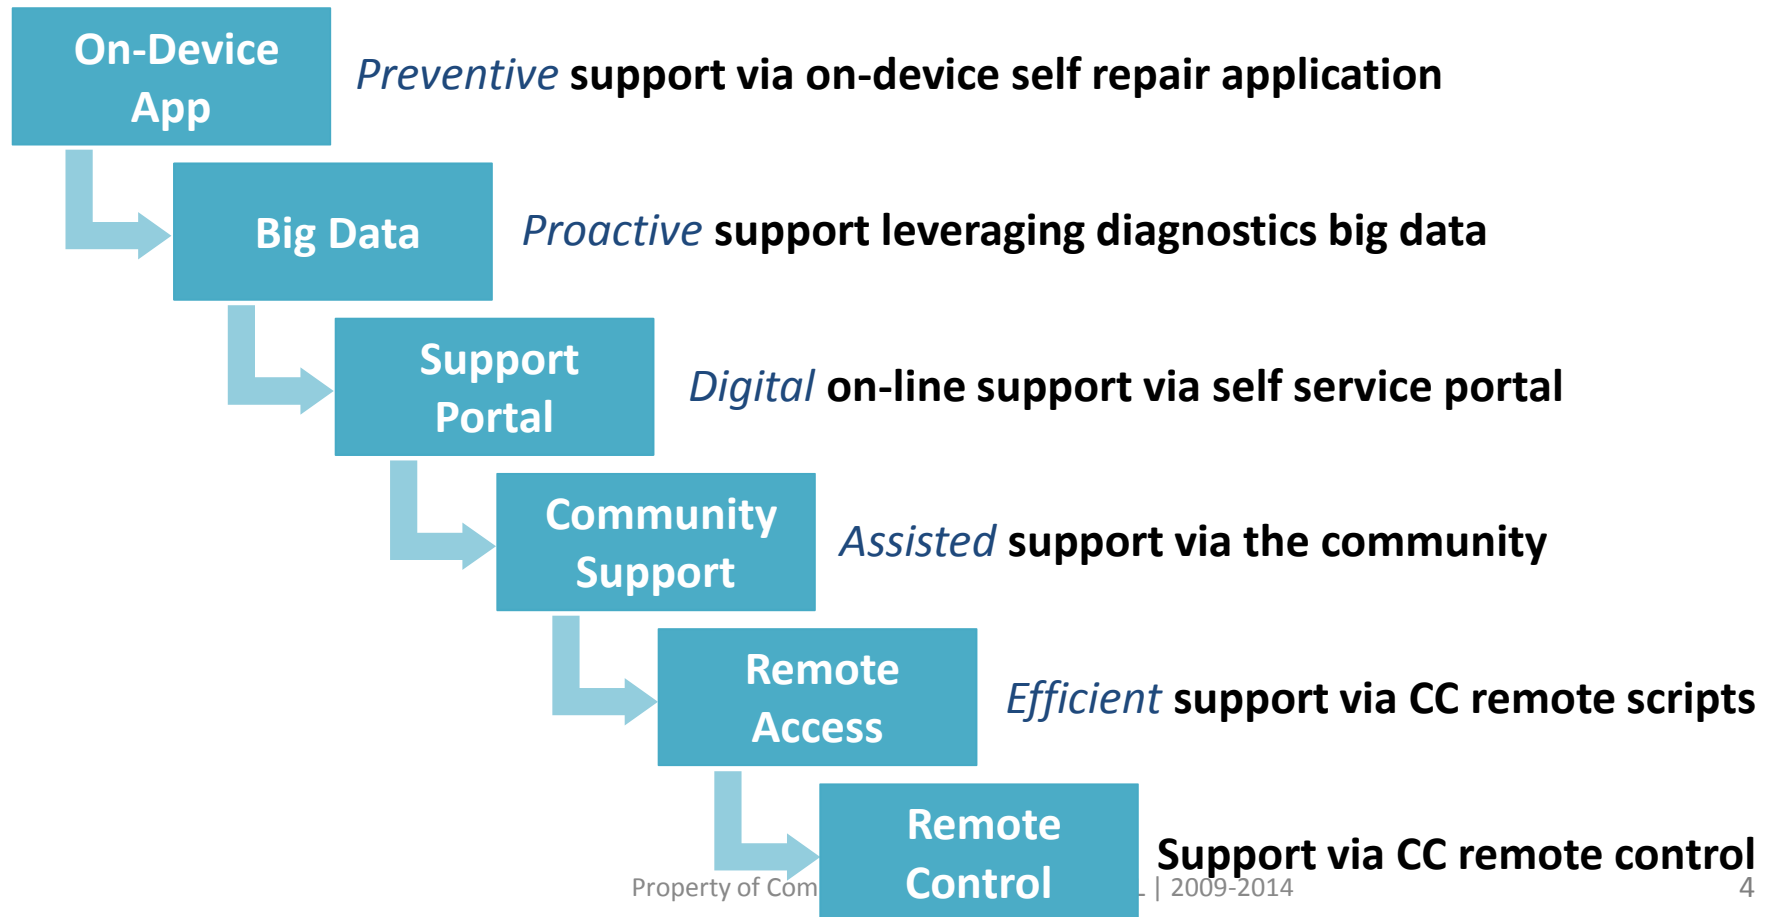 On-Device
App
Preventive support via on-device self repair application
Big Data
Proactive support leveraging diagnostics big data
Support
Portal
Digital on-line support via self service portal
Community
Support
Assisted support via the community
Remote
Access
Efficient support via CC remote scripts
Remote
Control
Support via CC remote control
Property of Com | 2009-2014
4